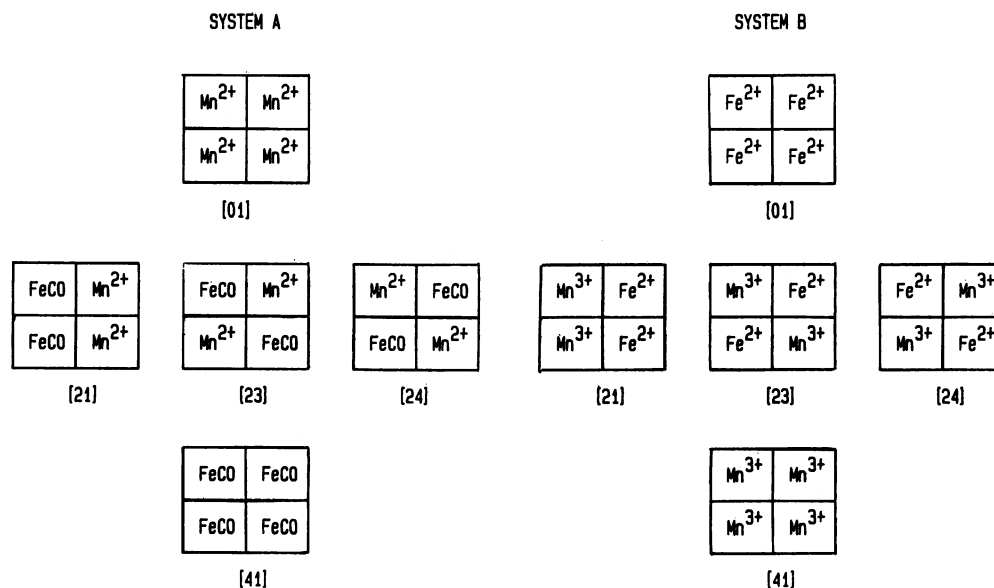 SYSTEM A SYSTEM B
Mn2+ Mn2+ Fe2+ Fe2+
Mn2+ Mn2+ Fe2+ Fe2+
[01] [01]
FeCO Mn2+ FeCO Mn2+ Mn2+ FeCO Mn3+ Fe2+ Mn3+ Fe2+ Fe2+ Mn3+
FeCO Mn2+ Mn2+ FeCO FeCO Mn2+ Mn3+ Fe2+ Fe2+ Mn3+ Mn3+ Fe2+
[21] [23] [24] [21] [23] [24]
FeCO FeCO Mn3+ Mn3+
FeCO FeCO Mn3+ Mn3+
[41] [41]